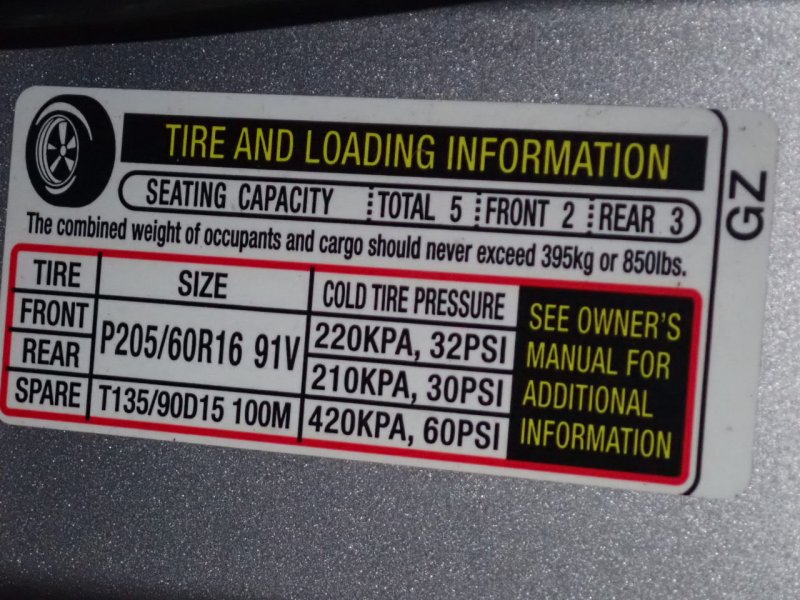 TIRE AND LOADING INFORMATION
SEATING CAPACITY TOTAL 5 FRONT 2 REAR 3
The combined weight of occupants and cargo should never exceed 395kg or 850lbs.
TIRE SIZE COLD TIRE PRESSURE
FRONT P205/60R16 91V 220KPA, 32PSI
REAR 210KPA, 30PSI
SPARE T135/90D15 100M 420KPA, 60PSI
SEE OWNER'S
MANUAL FOR
ADDITIONAL
INFORMATION
GZ